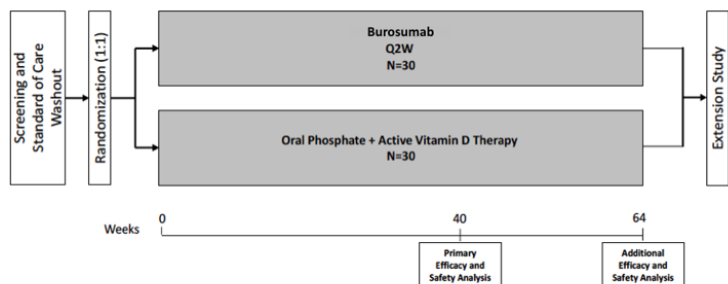 Screening and
Standard of Care
Washout
Randomization (1:1)
Burosumab
Q2W
N=30
Oral Phosphate + Active Vitamin D Therapy
N=30
Extension Study
Weeks
0
40
64
Primary
Efficacy and
Safety Analysis
Additional
Efficacy and
Safety Analysis